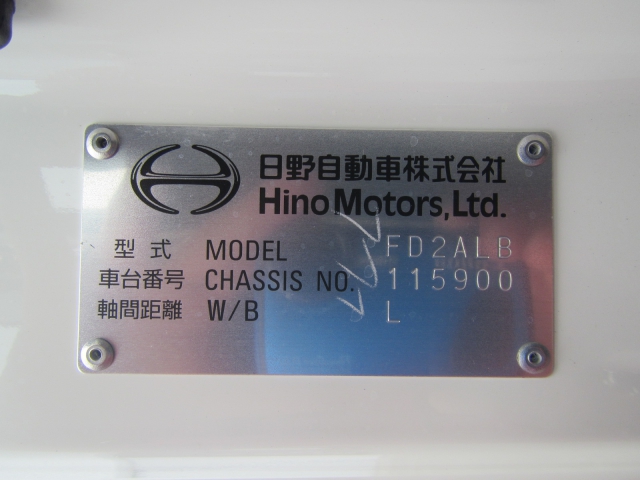 日野自動車株式会社
Hino Motors, Ltd.
型式 MODEL FD2ALB
車台番号 CHASSIS NO. 115900
軸間距離 W/B L